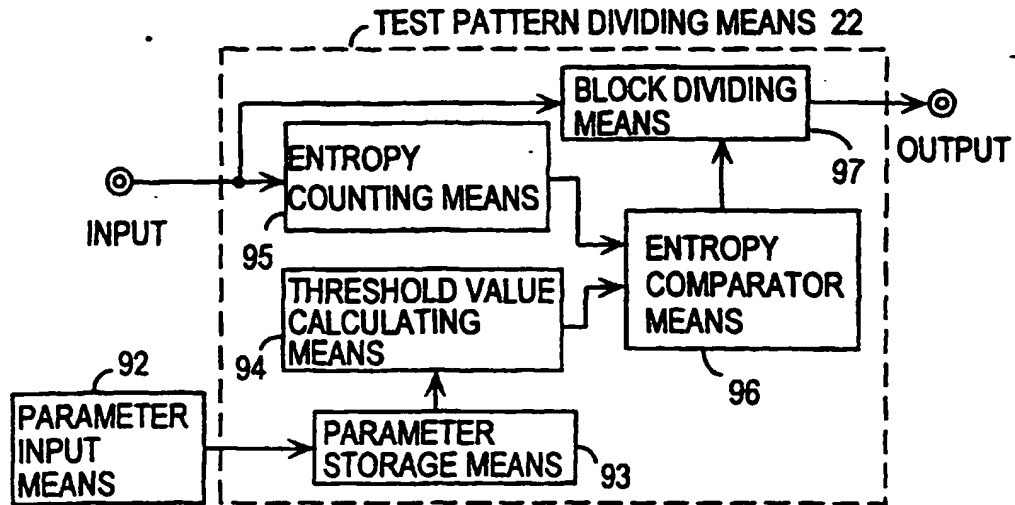 TEST PATTERN DIVIDING MEANS 22
BLOCK DIVIDING
MEANS
97
OUTPUT
ENTROPY
COUNTING MEANS
95
INPUT
ENTROPY
COMPARATOR
MEANS
96
THRESHOLD VALUE
CALCULATING
MEANS
94
92
PARAMETER
INPUT
MEANS
PARAMETER
STORAGE MEANS
93